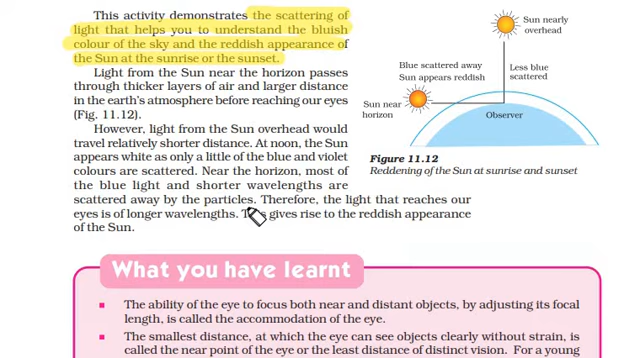 This activity demonstrates the scattering of
light that helps you to understand the bluish
colour of the sky and the reddish appearance of
the Sun at the sunrise or the sunset.
Light from the Sun near the horizon passes
through thicker layers of air and larger distance
in the earth's atmosphere before reaching our eyes
(Fig. 11.12).
However, light from the Sun overhead would
travel relatively shorter distance. At noon, the Sun
appears white as only a little of the blue and violet
colours are scattered. Near the horizon, most of
the blue light and shorter wavelengths are
scattered away by the particles. Therefore, the light that reaches our
eyes is of longer wavelengths. This gives rise to the reddish appearance
of the Sun.
Sun nearly
overhead
Blue scattered away
Sun appears reddish
Less blue
scattered
Sun near
horizon
Observer
Figure 11.12
Reddening of the Sun at sunrise and sunset
What you have learnt
The ability of the eye to focus both near and distant objects, by adjusting its focal
length, is called the accommodation of the eye.
The smallest distance, at which the eye can see objects clearly without strain, is
called the near point of the eye or the least distance of distinct vision. For a young